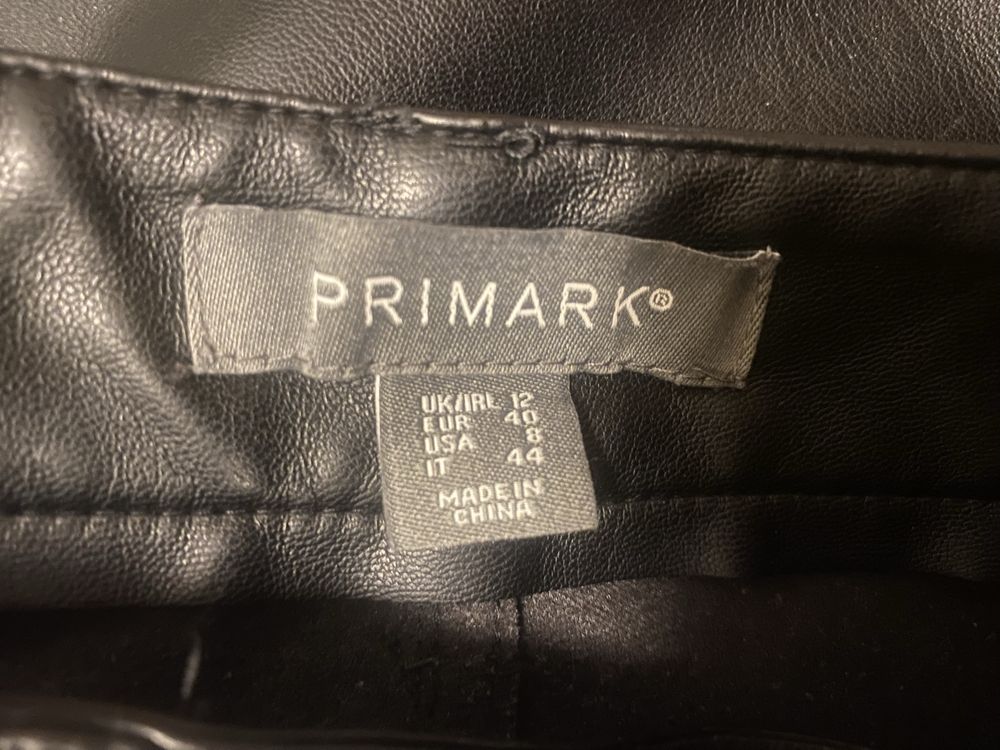 PRIMARK®
UK/IRL 12
EUR 40
USA 8
IT 44
MADE IN
CHINA